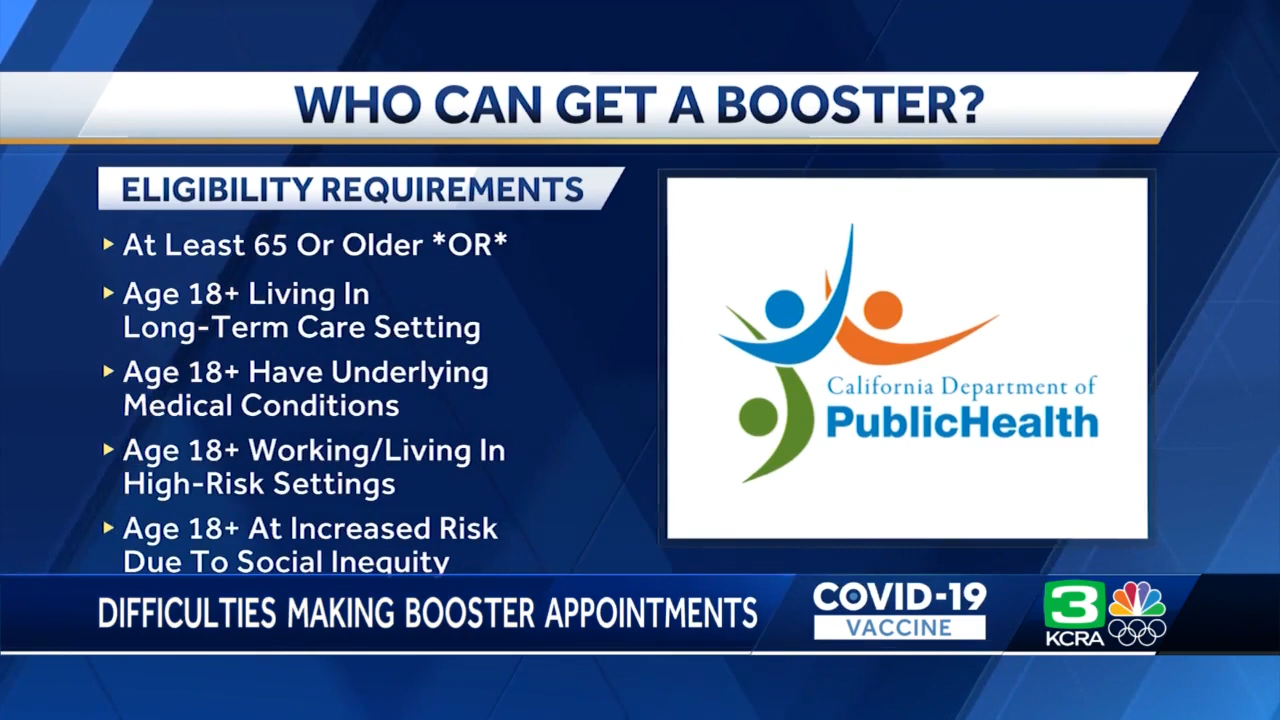 WHO CAN GET A BOOSTER?
ELIGIBILITY REQUIREMENTS
At Least 65 Or Older *OR*
Age 18+ Living In
Long-Term Care Setting
Age 18+ Have Underlying
Medical Conditions
Age 18+ Working/Living In
High-Risk Settings
Age 18+ At Increased Risk
Due To Social Inequity
California Department of
PublicHealth
DIFFICULTIES MAKING BOOSTER APPOINTMENTS
COVID-19
VACCINE
3
KCRA